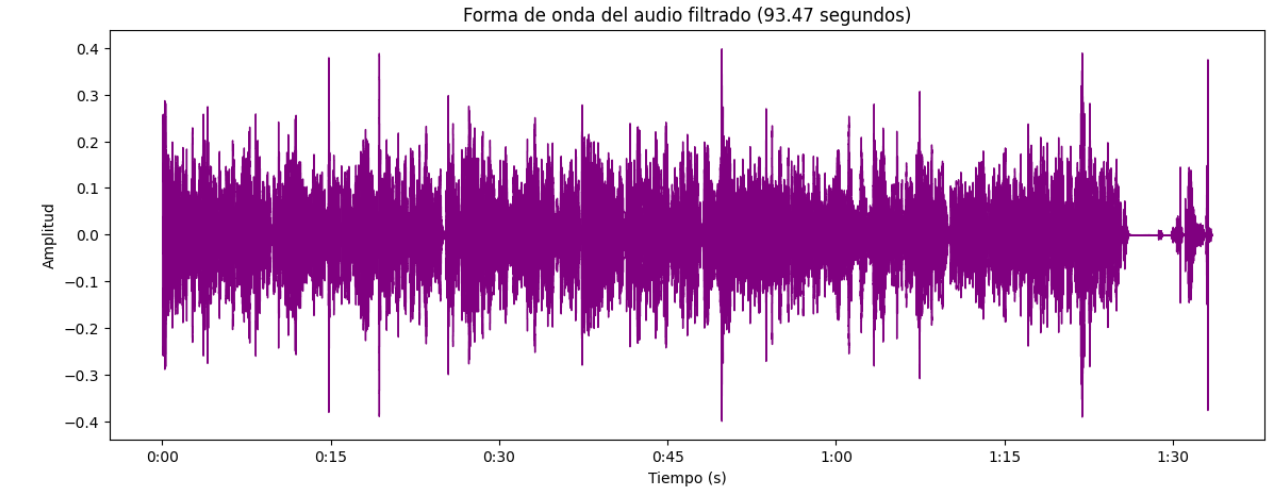 Forma de onda del audio filtrado (93.47 segundos)
Amplitud
0.4
0.3
0.2
0.1
0.0
−0.1
−0.2
−0.3
−0.4
0:00 0:15 0:30 0:45 1:00 1:15 1:30
Tiempo (s)